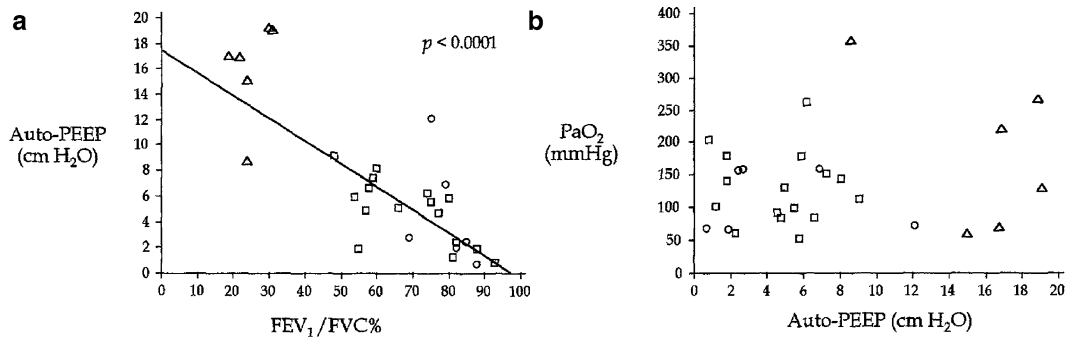 a
20
18
16
14
12
10
8
6
4
2
0
Auto-PEEP
(cm H₂O)
p < 0.0001
0 10 20 30 40 50 60 70 80 90 100
FEV₁/FVC%
b
400
350
300
250
200
150
100
50
0
PaO₂
(mmHg)
0 2 4 6 8 10 12 14 16 18 20
Auto-PEEP (cm H₂O)